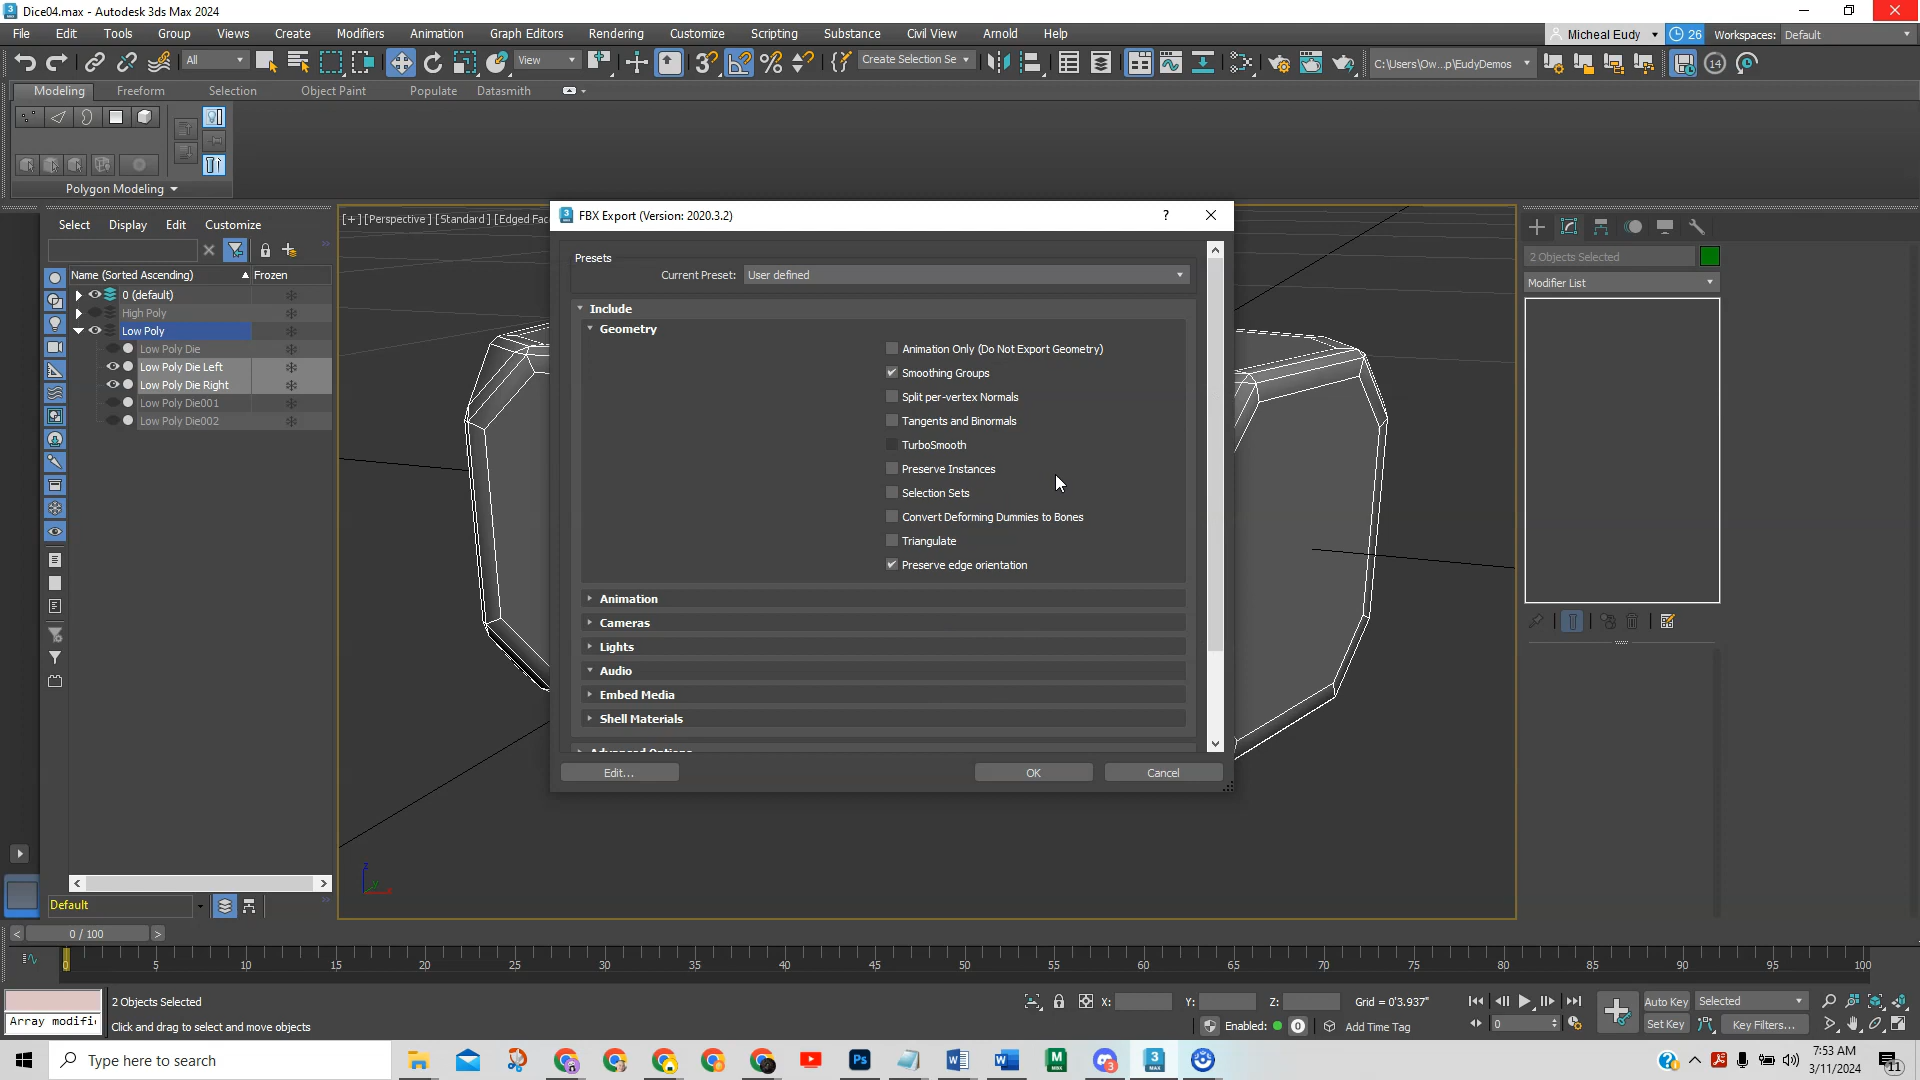 Dice04.max - Autodesk 3ds Max 2024
File Edit Tools Group Views Create Modifiers Animation Graph Editors Rendering Customize Scripting Substance Civil View Arnold Help
Micheal Eudy 26 Workspaces: Default
All View Create Selection Se C:\Users\Ow...p\EudyDemos 14
Modeling Freeform Selection Object Paint Populate Datasmith
Polygon Modeling
Select Display Edit Customize
[+] [Perspective] [Standard] [Edged Fac
Name (Sorted Ascending) Frozen
0 (default)
High Poly
Low Poly
Low Poly Die
Low Poly Die Left
Low Poly Die Right
Low Poly Die001
Low Poly Die002
FBX Export (Version: 2020.3.2)
Presets
Current Preset: User defined
Include
Geometry
Animation Only (Do Not Export Geometry)
Smoothing Groups
Split per-vertex Normals
Tangents and Binormals
TurboSmooth
Preserve Instances
Selection Sets
Convert Deforming Dummies to Bones
Triangulate
Preserve edge orientation
Animation
Cameras
Lights
Audio
Embed Media
Shell Materials
Advanced Options
Edit... OK Cancel
2 Objects Selected
Modifier List
Default
0 / 100
0 5 10 15 20 25 30 35 40 45 50 55 60 65 70 75 80 85 90 95 100
2 Objects Selected X: Y: Z: Grid = 0'3.937" Auto Key Selected
Array modifi Click and drag to select and move objects Enabled: 0 Add Time Tag 0 Set Key Key Filters...
Type here to search
7:53 AM
3/11/2024
11